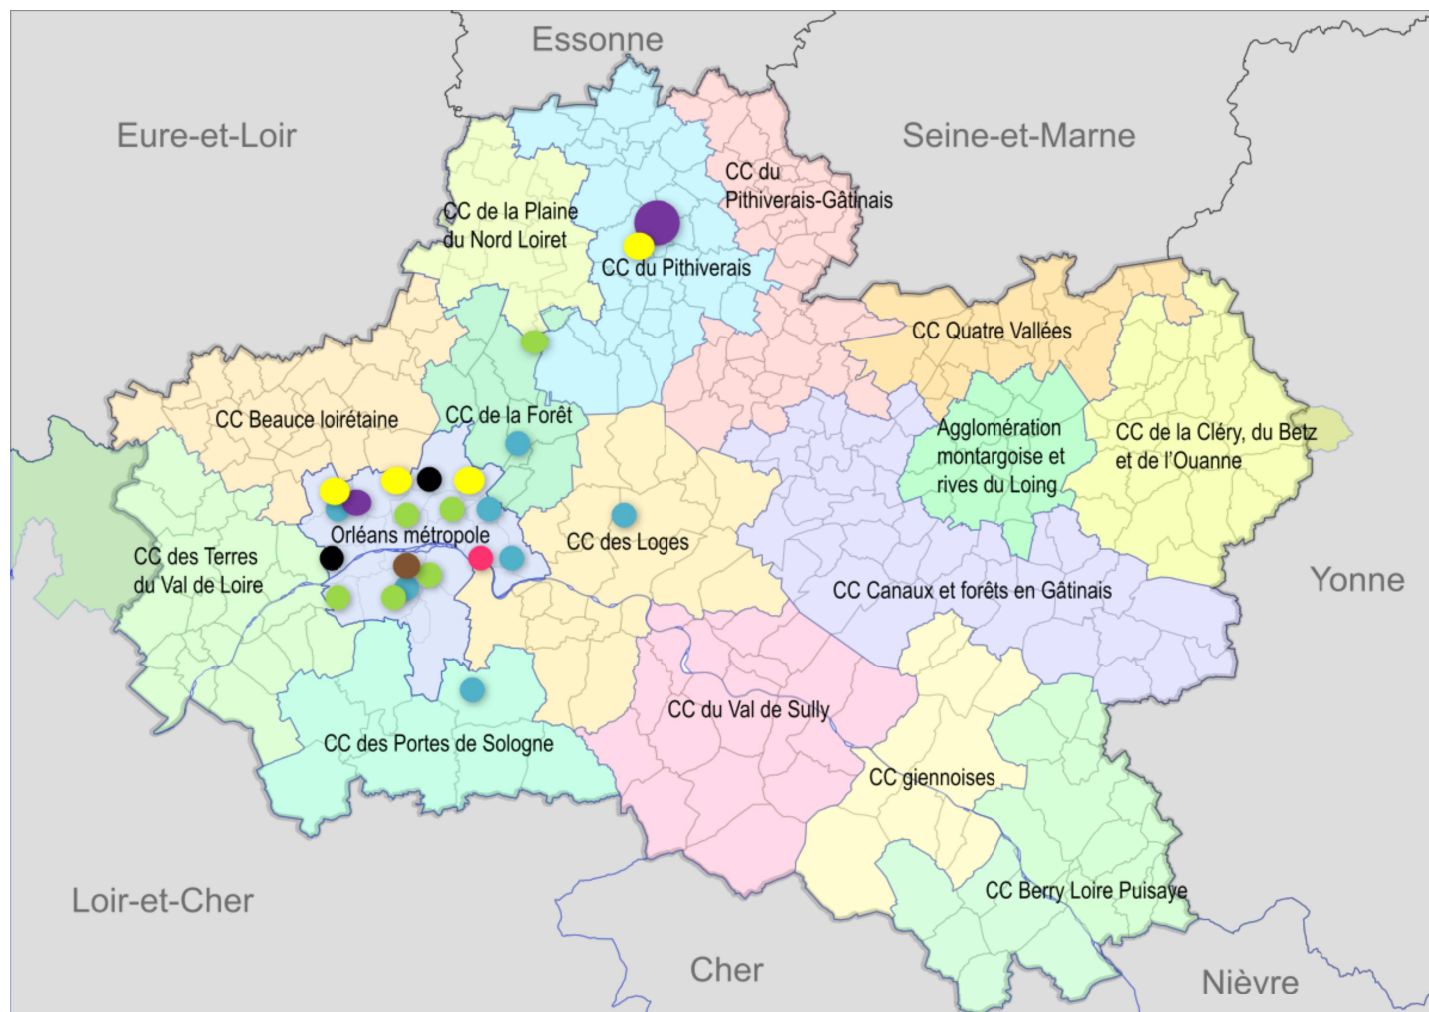 Essonne
Eure-et-Loir
Seine-et-Marne
CC du
Pithiverais-Gâtinais
CC de la Plaine
du Nord Loiret
CC du Pithiverais
CC Quatre Vallées
CC Beauce loirétaine
CC de la Forêt
Agglomération
montargoise et
rives du Loing
CC de la Cléry, du Betz
et de l'Ouanne
Orléans métropole
CC des Loges
CC des Terres
du Val de Loire
CC Canaux et forêts en Gâtinais
Yonne
CC du Val de Sully
CC des Portes de Sologne
CC giennoises
CC Berry Loire Puisaye
Loir-et-Cher
Cher
Nièvre